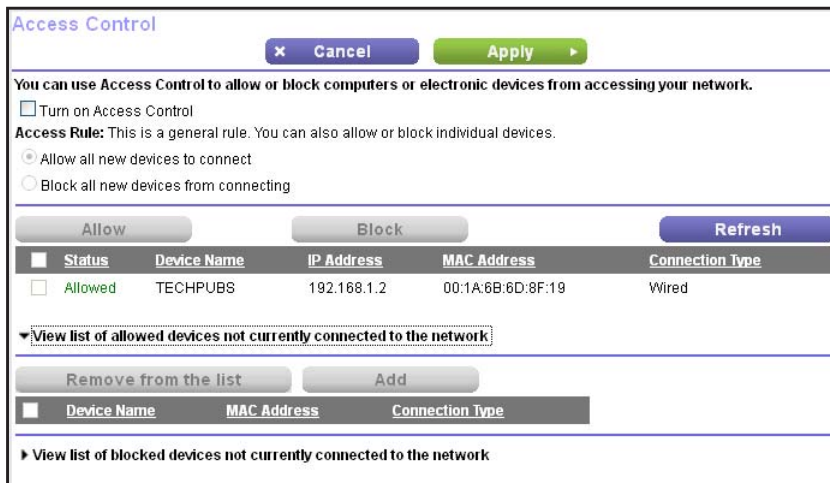 Access Control
× Cancel Apply ▸
You can use Access Control to allow or block computers or electronic devices from accessing your network.
Turn on Access Control
Access Rule: This is a general rule. You can also allow or block individual devices.
Allow all new devices to connect
Block all new devices from connecting
Allow Block Refresh
Status Device Name IP Address MAC Address Connection Type
Allowed TECHPUBS 192.168.1.2 00:1A:6B:6D:8F:19 Wired
View list of allowed devices not currently connected to the network
Remove from the list Add
Device Name MAC Address Connection Type
View list of blocked devices not currently connected to the network